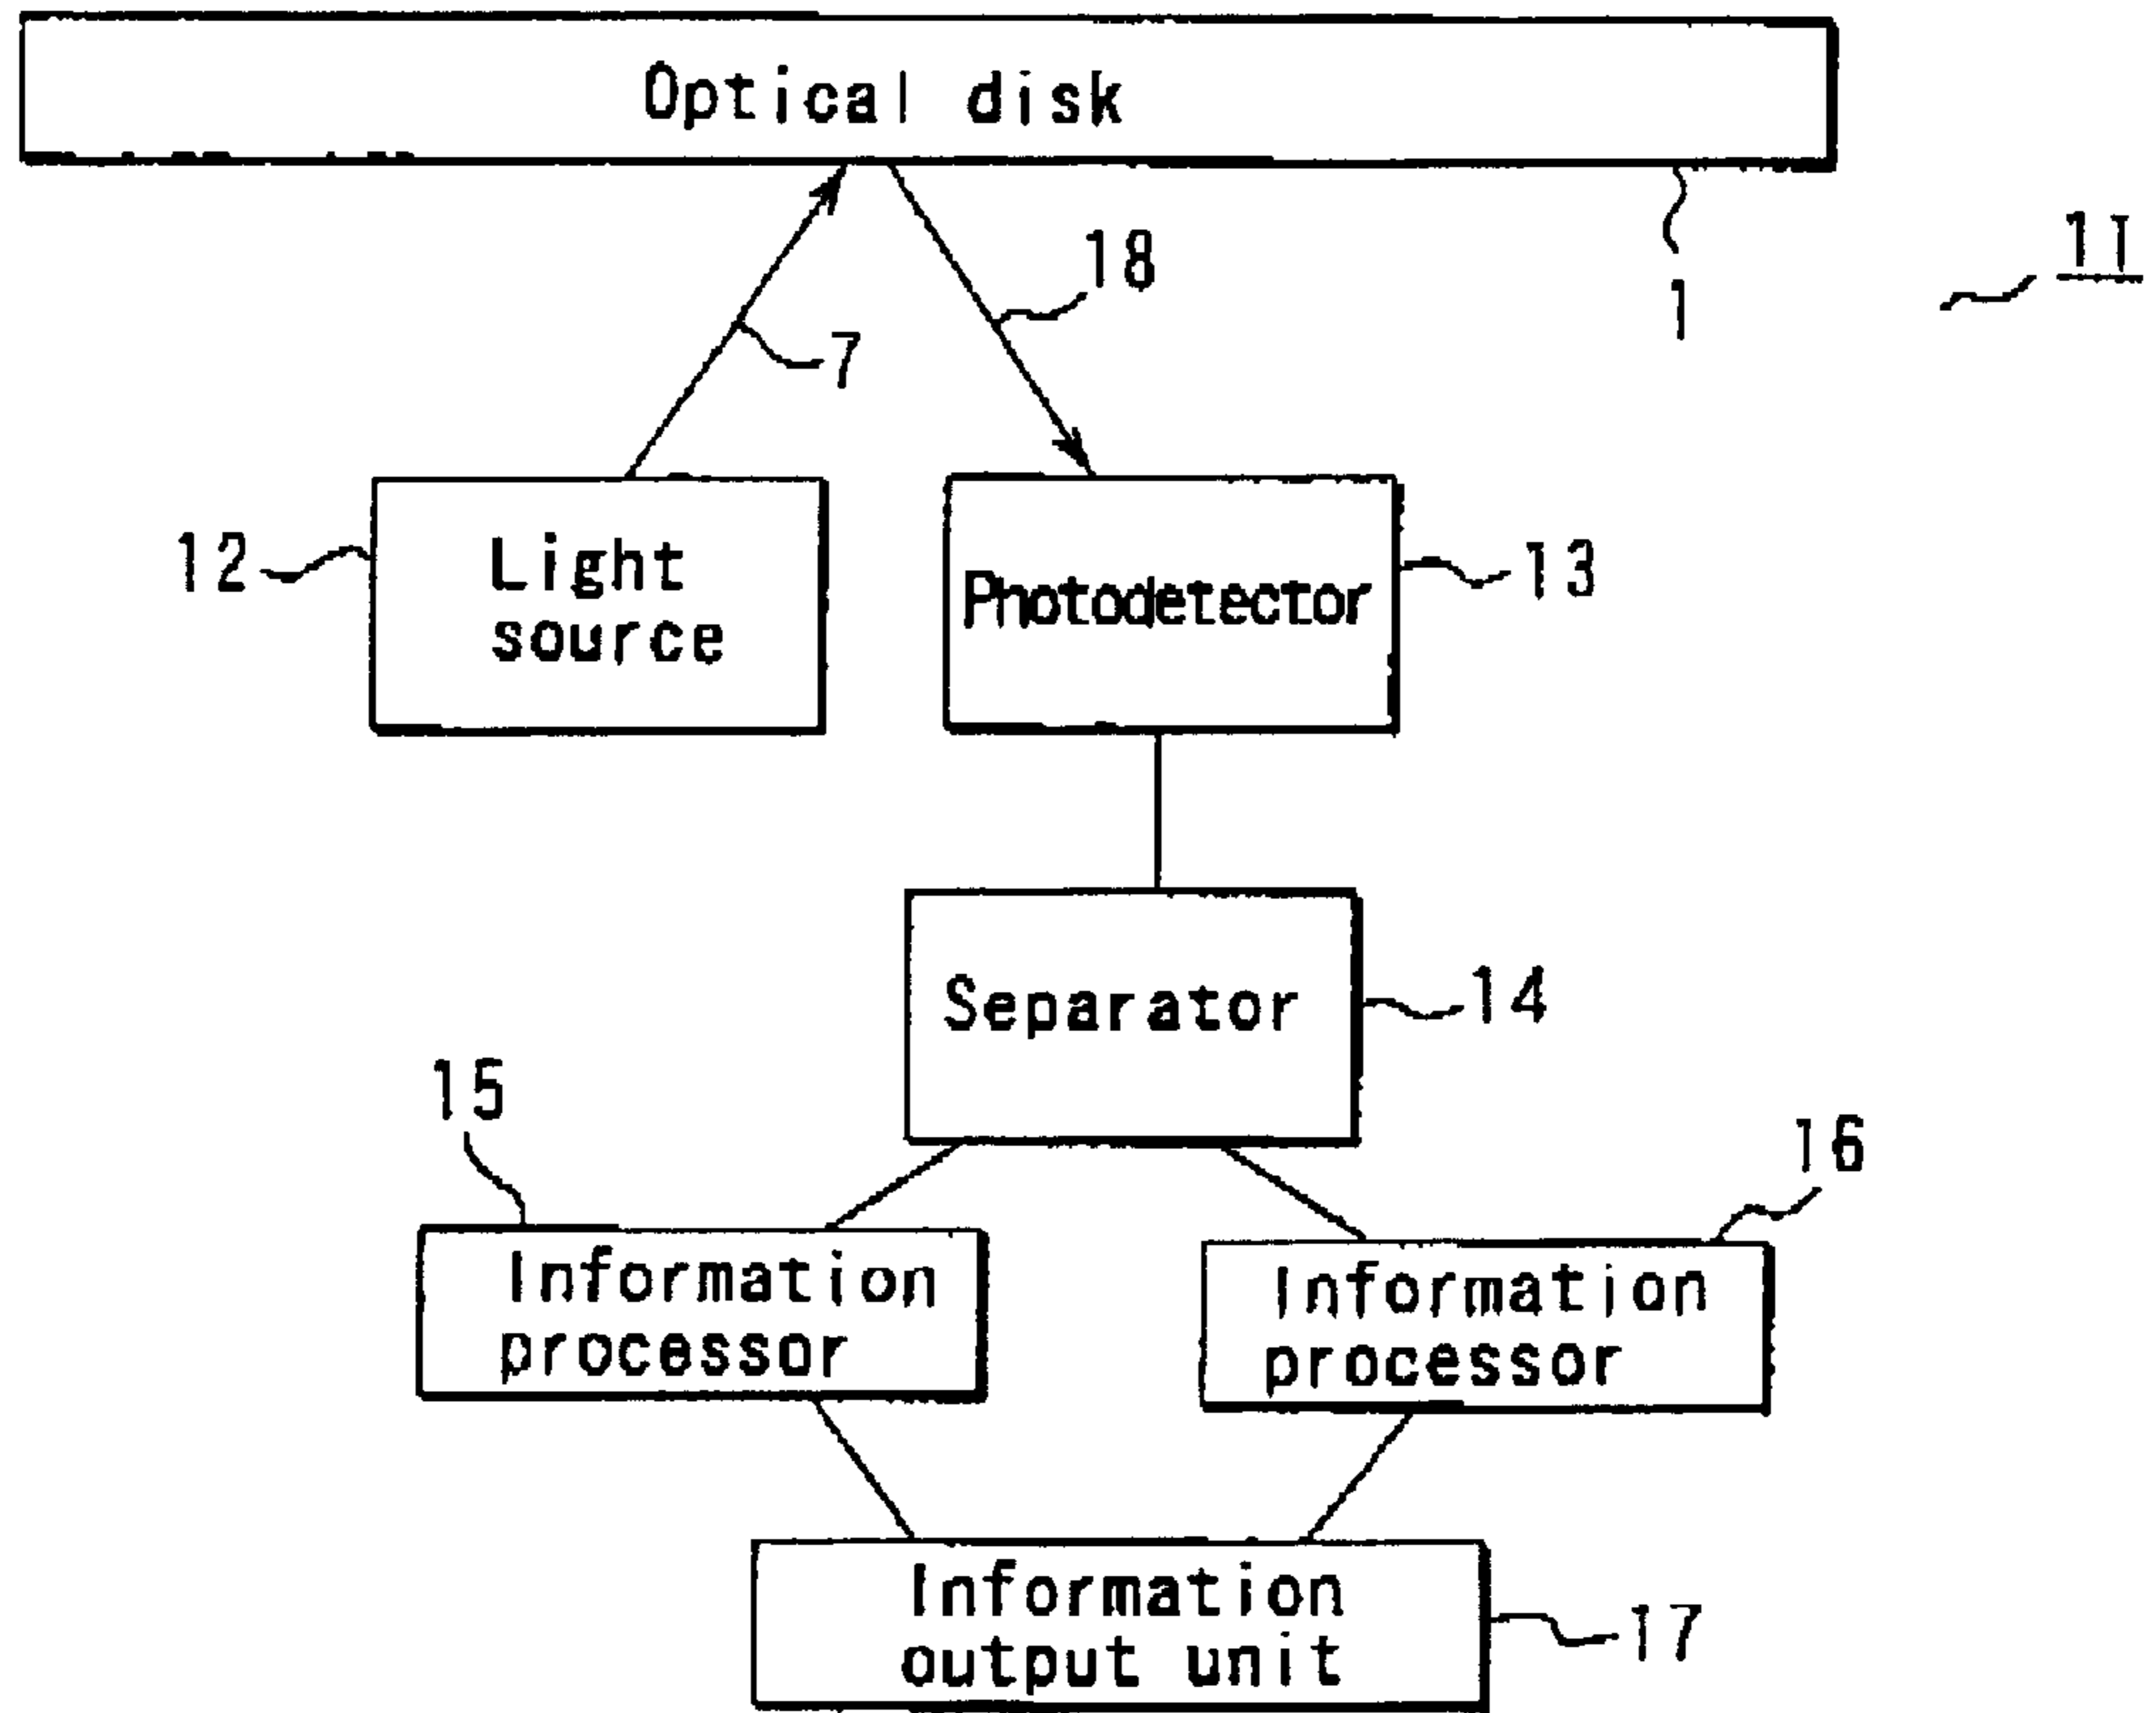 Optical disk
18
11
1
7
12
Light
source
Photodetector
13
Separator
14
15
16
Information
processor
Information
processor
Information
output unit
17